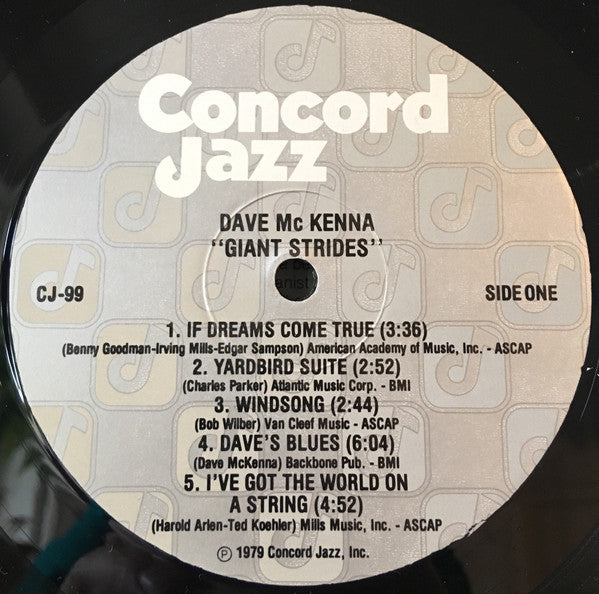 Concord
Jazz
DAVE Mc KENNA
"GIANT STRIDES"
CJ-99
SIDE ONE
1. IF DREAMS COME TRUE (3:36)
(Benny Goodman-Irving Mills-Edgar Sampson) American Academy of Music, Inc. - ASCAP
2. YARDBIRD SUITE (2:52)
(Charles Parker) Atlantic Music Corp. - BMI
3. WINDSONG (2:44)
(Bob Wilber) Van Cleef Music - ASCAP
4. DAVE'S BLUES (6:04)
(Dave McKenna) Backbone Pub. - BMI
5. I'VE GOT THE WORLD ON
A STRING (4:52)
(Harold Arlen-Ted Koehler) Mills Music, Inc. - ASCAP
℗ 1979 Concord Jazz, Inc.